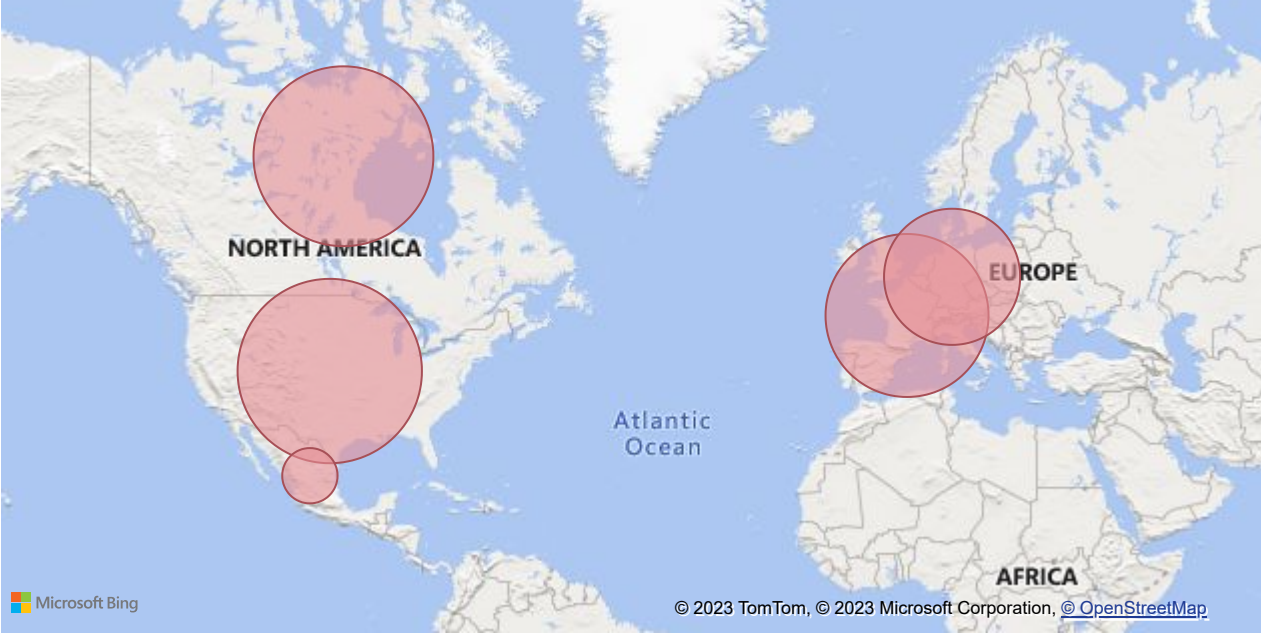 NORTH AMERICA
EUROPE
Atlantic
Ocean
AFRICA
Microsoft Bing
© 2023 TomTom, © 2023 Microsoft Corporation, © OpenStreetMap